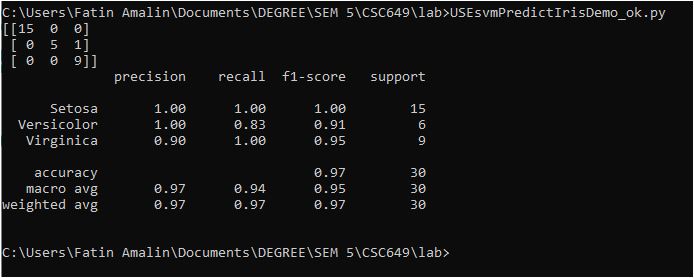 C:\Users\Fatin Amalin\Documents\DEGREE\SEM 5\CSC649\lab>USEsvmPredictIrisDemo_ok.py
[[15 0 0]
[ 0 5 1]
[ 0 0 9]]
precision recall f1-score support
Setosa 1.00 1.00 1.00 15
Versicolor 1.00 0.83 0.91 6
Virginica 0.90 1.00 0.95 9
accuracy 0.97 30
macro avg 0.97 0.94 0.95 30
weighted avg 0.97 0.97 0.97 30
C:\Users\Fatin Amalin\Documents\DEGREE\SEM 5\CSC649\lab>